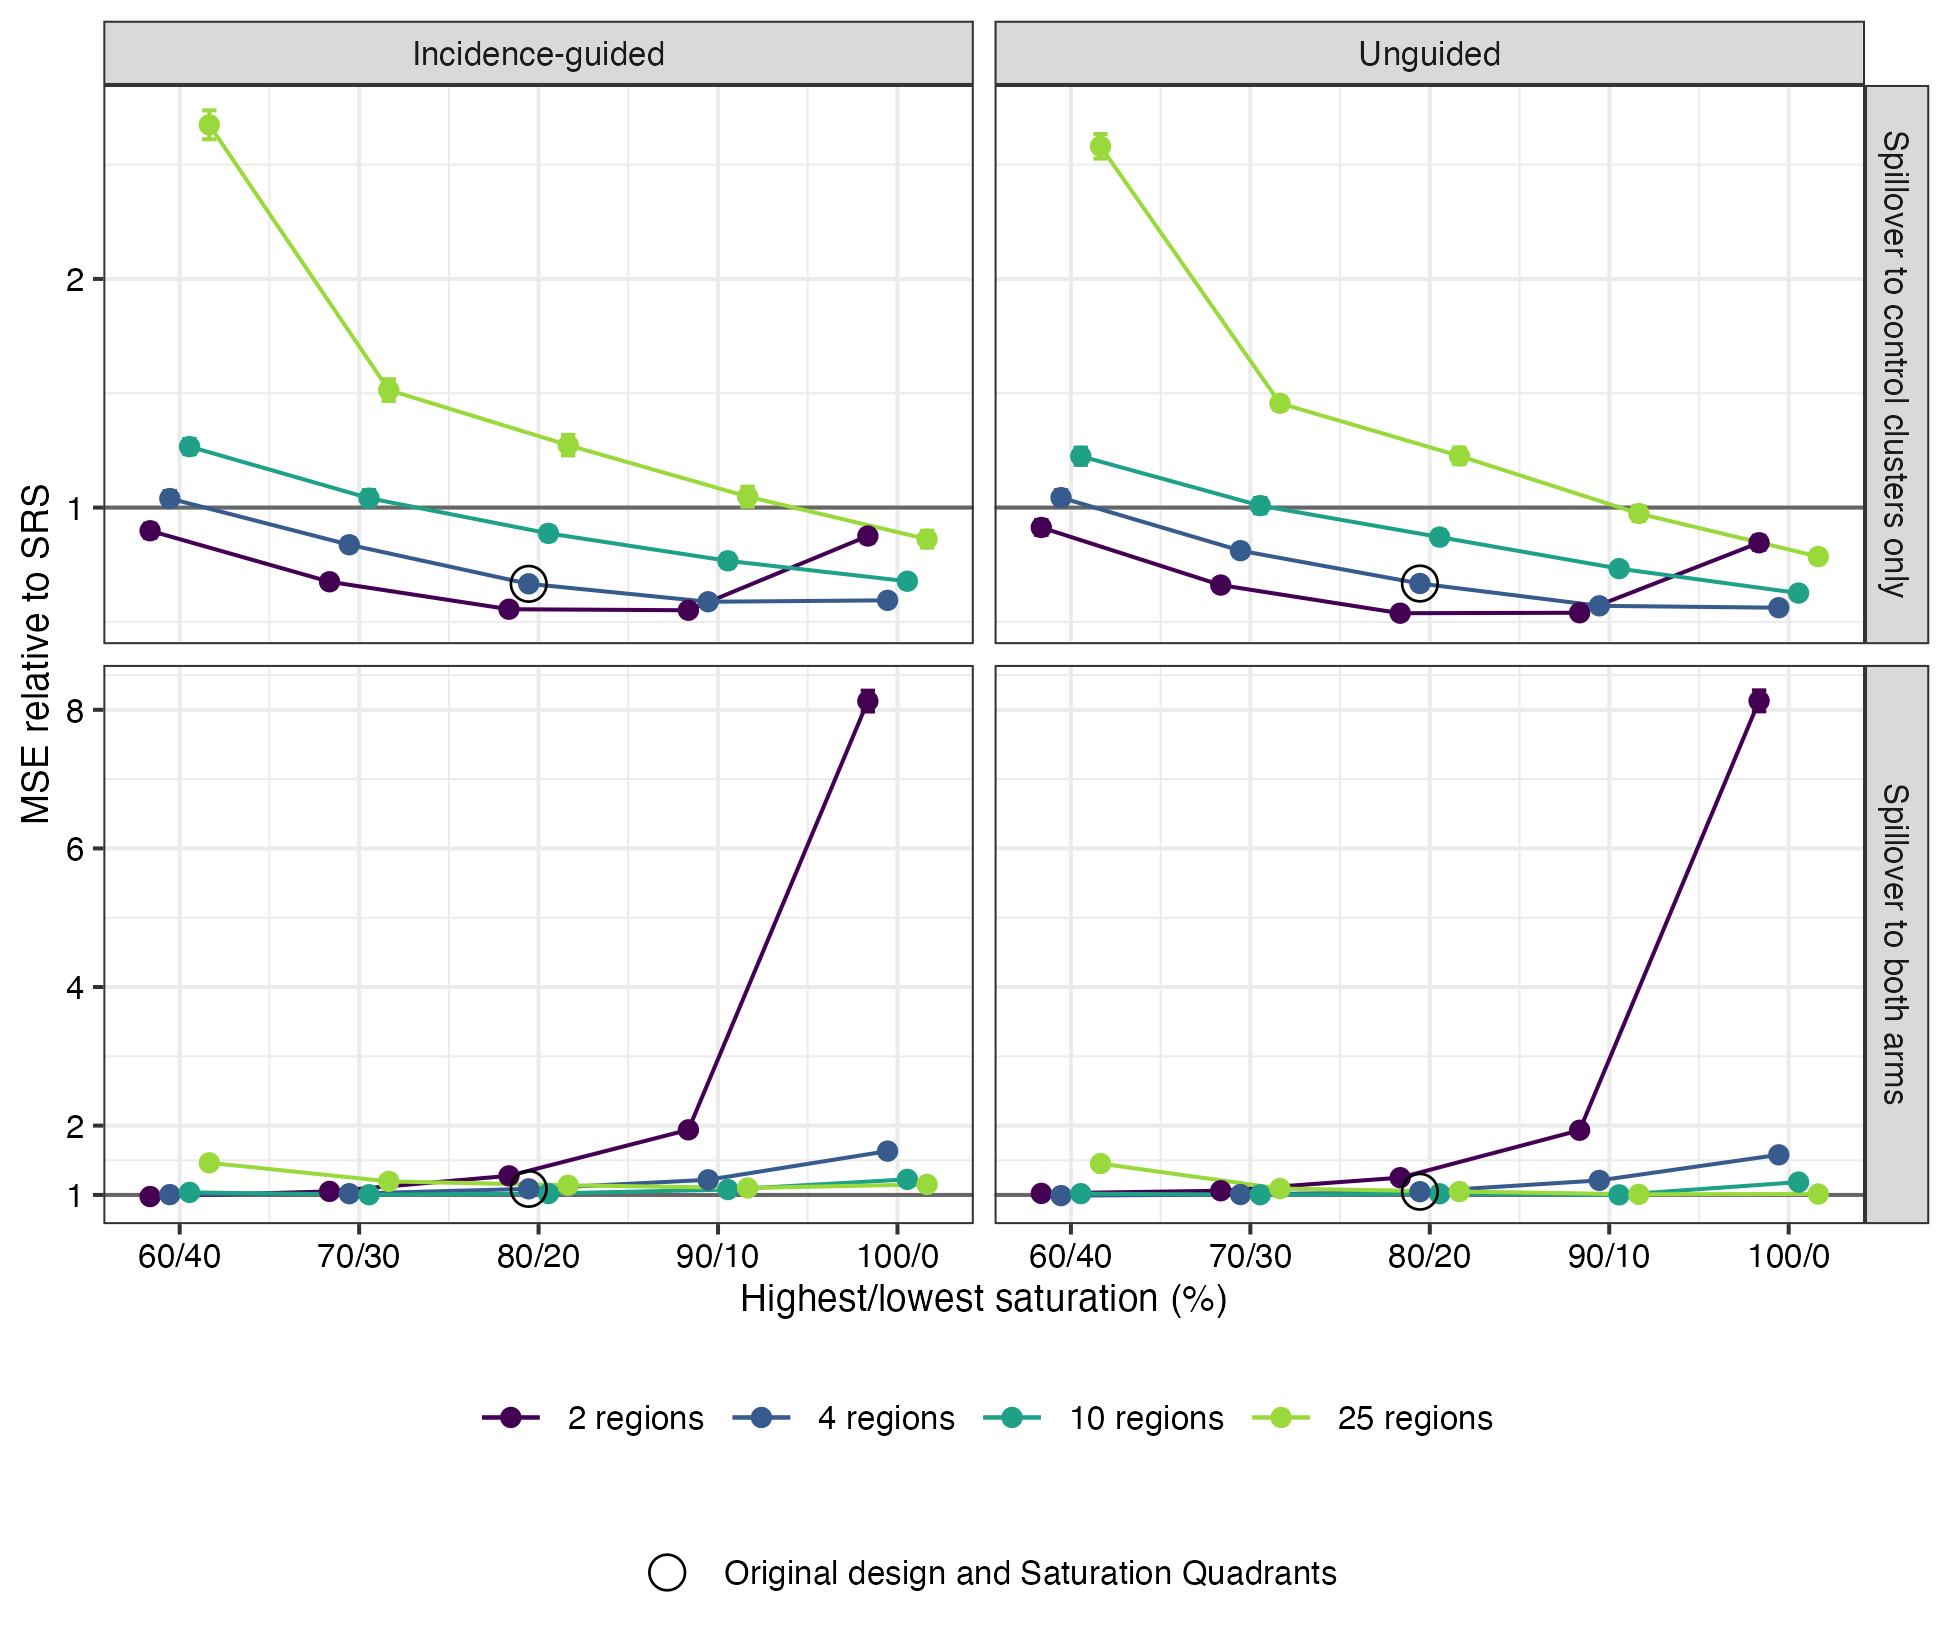 Incidence-guided
Unguided
Spillover to control clusters only
Spillover to both arms
MSE relative to SRS
2
1
8
6
4
2
1
60/40 70/30 80/20 90/10 100/0
60/40 70/30 80/20 90/10 100/0
Highest/lowest saturation (%)
2 regions 4 regions 10 regions 25 regions
Original design and Saturation Quadrants